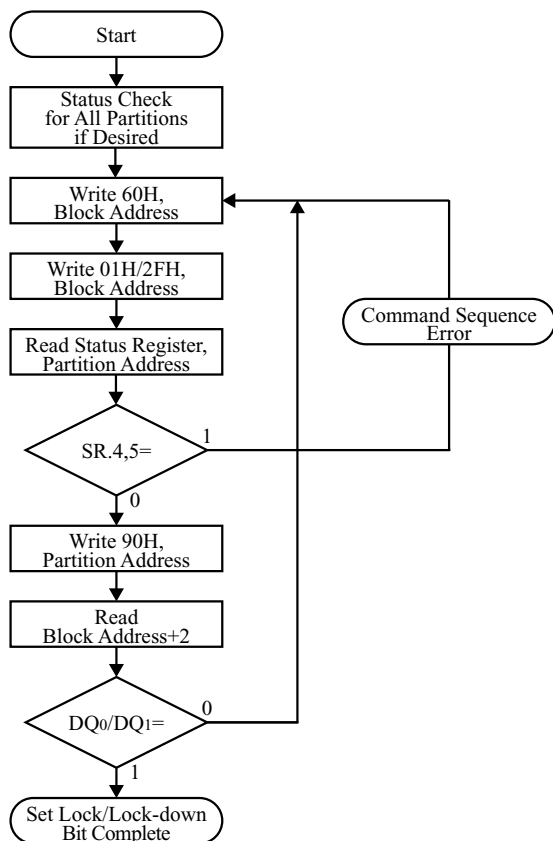 Start
Status Check
for All Partitions
if Desired
Write 60H,
Block Address
Write 01H/2FH,
Block Address
Command Sequence
Error
Read Status Register,
Partition Address
1
SR.4,5=
0
Write 90H,
Partition Address
Read
Block Address+2
0
DQ0/DQ1=
1
Set Lock/Lock-down
Bit Complete